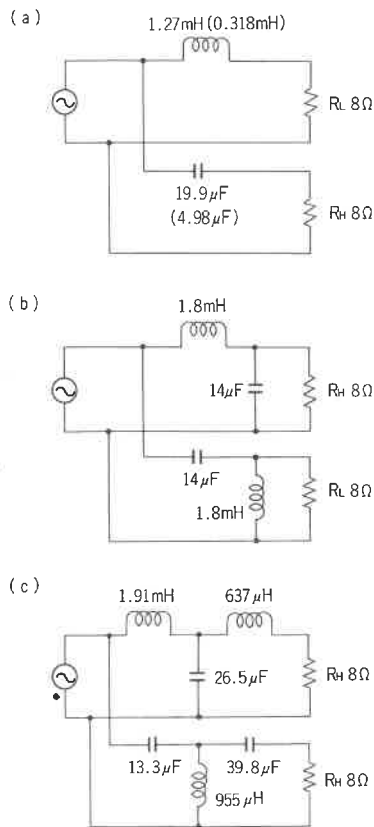 (a)
1.27mH(0.318mH)
RL 8Ω
19.9μF
(4.98μF)
RH 8Ω
(b)
1.8mH
14μF
RH 8Ω
14μF
1.8mH
RL 8Ω
(c)
1.91mH
637μH
26.5μF
RH 8Ω
13.3μF
39.8μF
955μH
RH 8Ω